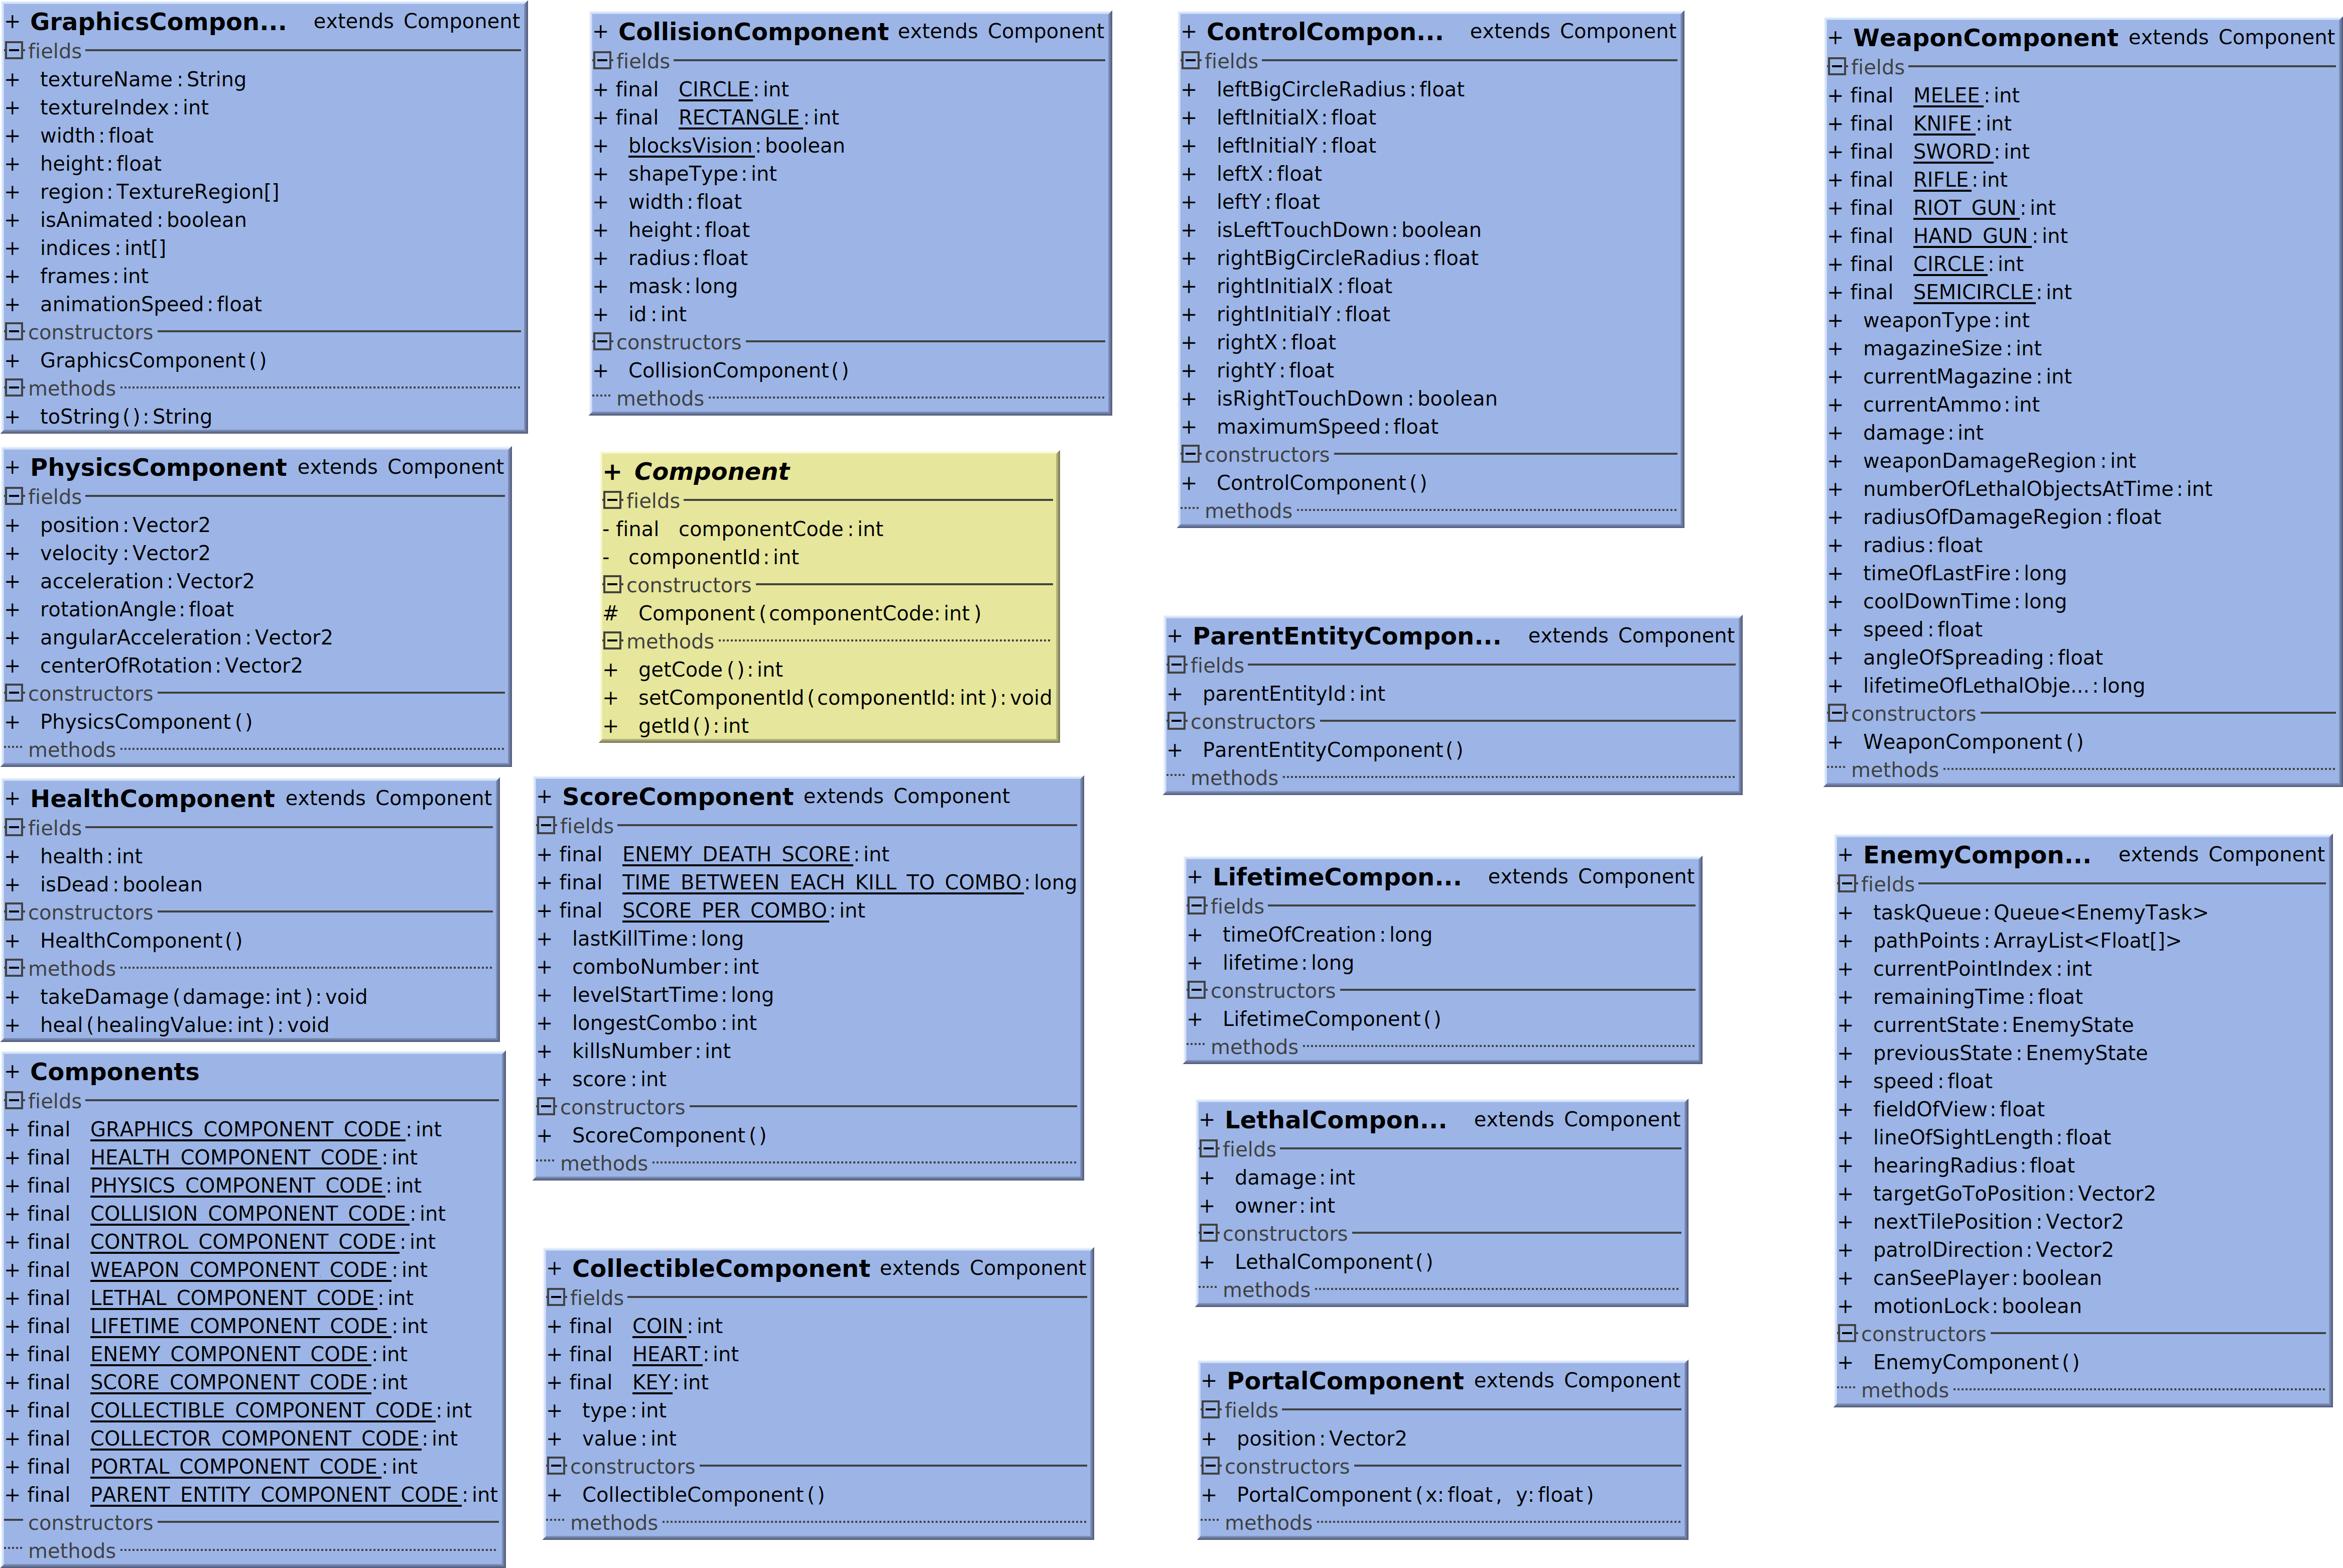 + GraphicsCompon... extends Component
fields
+ textureName: String
+ textureIndex: int
+ width: float
+ height: float
+ region: TextureRegion[]
+ isAnimated: boolean
+ indices: int[]
+ frames: int
+ animationSpeed: float
constructors
+ GraphicsComponent()
methods
+ toString(): String
+ PhysicsComponent extends Component
fields
+ position: Vector2
+ velocity: Vector2
+ acceleration: Vector2
+ rotationAngle: float
+ angularAcceleration: Vector2
+ centerOfRotation: Vector2
constructors
+ PhysicsComponent()
methods
+ HealthComponent extends Component
fields
+ health: int
+ isDead: boolean
constructors
+ HealthComponent()
methods
+ takeDamage(damage: int): void
+ heal(healingValue: int): void
+ Components
fields
+ final GRAPHICS_COMPONENT_CODE: int
+ final HEALTH_COMPONENT_CODE: int
+ final PHYSICS_COMPONENT_CODE: int
+ final COLLISION_COMPONENT_CODE: int
+ final CONTROL_COMPONENT_CODE: int
+ final WEAPON_COMPONENT_CODE: int
+ final LETHAL_COMPONENT_CODE: int
+ final LIFETIME_COMPONENT_CODE: int
+ final ENEMY_COMPONENT_CODE: int
+ final SCORE_COMPONENT_CODE: int
+ final COLLECTIBLE_COMPONENT_CODE: int
+ final COLLECTOR_COMPONENT_CODE: int
+ final PORTAL_COMPONENT_CODE: int
+ final PARENT_ENTITY_COMPONENT_CODE: int
constructors
methods
+ CollisionComponent extends Component
fields
+ final CIRCLE: int
+ final RECTANGLE: int
+ blocksVision: boolean
+ shapeType: int
+ width: float
+ height: float
+ radius: float
+ mask: long
+ id: int
constructors
+ CollisionComponent()
methods
+ Component
fields
- final componentCode: int
- componentId: int
constructors
# Component(componentCode: int)
methods
+ getCode(): int
+ setComponentId(componentId: int): void
+ getId(): int
+ ScoreComponent extends Component
fields
+ final ENEMY_DEATH_SCORE: int
+ final TIME_BETWEEN_EACH_KILL_TO_COMBO: long
+ final SCORE_PER_COMBO: int
+ lastKillTime: long
+ comboNumber: int
+ levelStartTime: long
+ longestCombo: int
+ killsNumber: int
+ score: int
constructors
+ ScoreComponent()
methods
+ CollectibleComponent extends Component
fields
+ final COIN: int
+ final HEART: int
+ final KEY: int
+ type: int
+ value: int
constructors
+ CollectibleComponent()
methods
+ ControlCompon... extends Component
fields
+ leftBigCircleRadius: float
+ leftInitialX: float
+ leftInitialY: float
+ leftX: float
+ leftY: float
+ isLeftTouchDown: boolean
+ rightBigCircleRadius: float
+ rightInitialX: float
+ rightInitialY: float
+ rightX: float
+ rightY: float
+ isRightTouchDown: boolean
+ maximumSpeed: float
constructors
+ ControlComponent()
methods
+ ParentEntityCompon... extends Component
fields
+ parentEntityId: int
constructors
+ ParentEntityComponent()
methods
+ LifetimeCompon... extends Component
fields
+ timeOfCreation: long
+ lifetime: long
constructors
+ LifetimeComponent()
methods
+ LethalCompon... extends Component
fields
+ damage: int
+ owner: int
constructors
+ LethalComponent()
methods
+ PortalComponent extends Component
fields
+ position: Vector2
constructors
+ PortalComponent(x: float, y: float)
methods
+ WeaponComponent extends Component
fields
+ final MELEE: int
+ final KNIFE: int
+ final SWORD: int
+ final RIFLE: int
+ final RIOT_GUN: int
+ final HAND_GUN: int
+ final CIRCLE: int
+ final SEMICIRCLE: int
+ weaponType: int
+ magazineSize: int
+ currentMagazine: int
+ currentAmmo: int
+ damage: int
+ weaponDamageRegion: int
+ numberOfLethalObjectsAtTime: int
+ radiusOfDamageRegion: float
+ radius: float
+ timeOfLastFire: long
+ coolDownTime: long
+ speed: float
+ angleOfSpreading: float
+ lifetimeOfLethalObje...: long
constructors
+ WeaponComponent()
methods
+ EnemyCompon... extends Component
fields
+ taskQueue: Queue<EnemyTask>
+ pathPoints: ArrayList<Float[]>
+ currentPointIndex: int
+ remainingTime: float
+ currentState: EnemyState
+ previousState: EnemyState
+ speed: float
+ fieldOfView: float
+ lineOfSightLength: float
+ hearingRadius: float
+ targetGoToPosition: Vector2
+ nextTilePosition: Vector2
+ patrolDirection: Vector2
+ canSeePlayer: boolean
+ motionLock: boolean
constructors
+ EnemyComponent()
methods